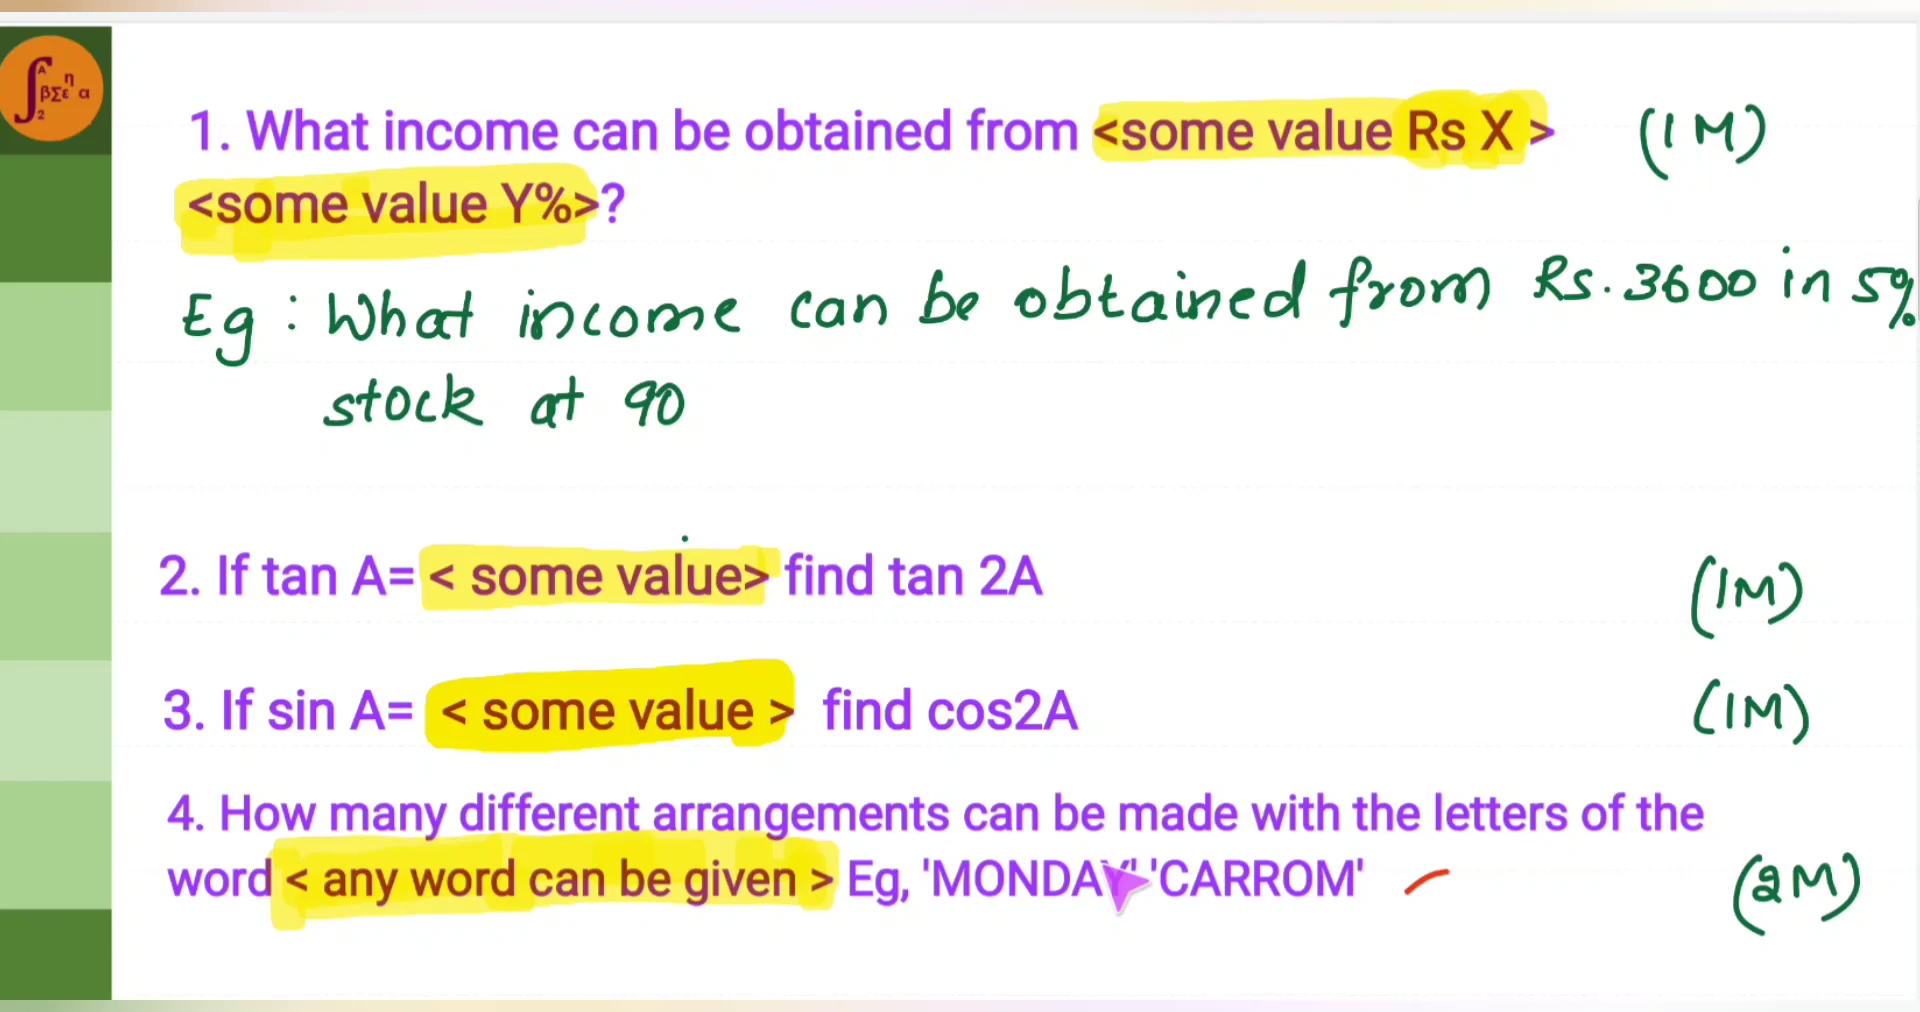 1. What income can be obtained from <some value Rs X > (1M)
<some value Y%>?
Eg : What income can be obtained from Rs. 3600 in 5%
stock at 90
2. If tan A= < some value> find tan 2A (1M)
3. If sin A= < some value > find cos2A (1M)
4. How many different arrangements can be made with the letters of the
word < any word can be given > Eg, 'MONDAY' 'CARROM' (2M)